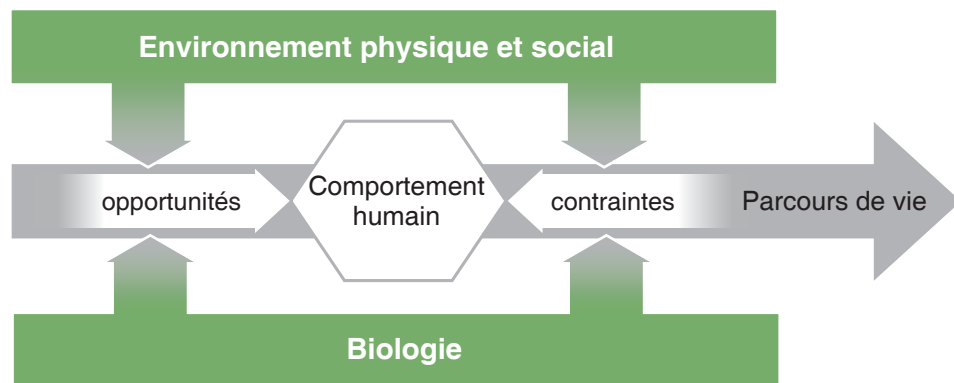 Environnement physique et social
opportunités
Comportement
humain
contraintes
Parcours de vie
Biologie